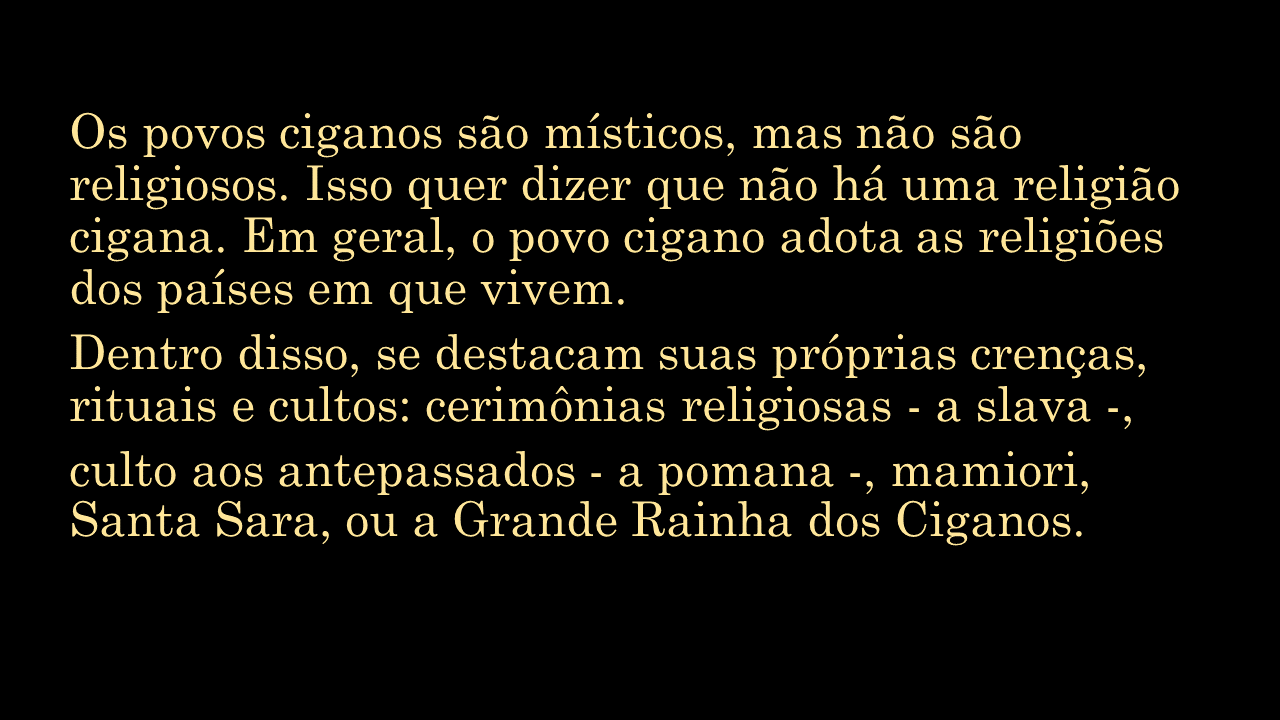 Os povos ciganos são místicos, mas não são
religiosos. Isso quer dizer que não há uma religião
cigana. Em geral, o povo cigano adota as religiões
dos países em que vivem.
Dentro disso, se destacam suas próprias crenças,
rituais e cultos: cerimônias religiosas - a slava -,
culto aos antepassados - a pomana -, mamiori,
Santa Sara, ou a Grande Rainha dos Ciganos.